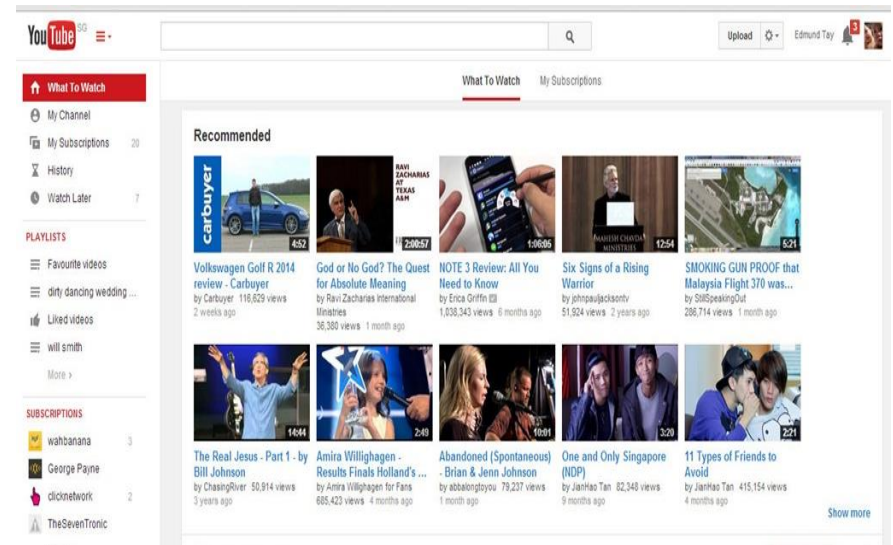 YouTube SG
Upload
Edmund Tay
3
What To Watch
My Channel
My Subscriptions 20
History
Watch Later 7
PLAYLISTS
Favourite videos
dirty dancing wedding ...
Liked videos
will smith
More ›
SUBSCRIPTIONS
wahbanana 3
George Payne
clicknetwork 2
TheSevenTronic
What To Watch My Subscriptions
Recommended
carbuyer
4:52
Volkswagen Golf R 2014
review - Carbuyer
by Carbuyer 116,629 views
2 weeks ago
RAVI
ZACHARIAS
AT
TEXAS
A&M
2:00:57
God or No God? The Quest
for Absolute Meaning
by Ravi Zacharias International
Ministries
36,380 views 1 month ago
1:06:05
NOTE 3 Review: All You
Need to Know
by Erica Griffin
1,038,343 views 6 months ago
MAHESH CHAVDA
MINISTRIES
12:54
Six Signs of a Rising
Warrior
by johnpauljacksontv
51,924 views 2 years ago
5:21
SMOKING GUN PROOF that
Malaysia Flight 370 was...
by StillSpeakingOut
286,714 views 1 month ago
14:44
The Real Jesus - Part 1 - by
Bill Johnson
by ChasingRiver 50,914 views
3 years ago
2:49
Amira Willighagen -
Results Finals Holland's ...
by Amira Willighagen for Fans
685,423 views 4 months ago
10:01
Abandoned (Spontaneous)
- Brian & Jenn Johnson
by abbalongtoyou 79,237 views
1 month ago
3:20
One and Only Singapore
(NDP)
by JianHao Tan 82,348 views
9 months ago
2:21
11 Types of Friends to
Avoid
by JianHao Tan 415,154 views
4 months ago
Show more